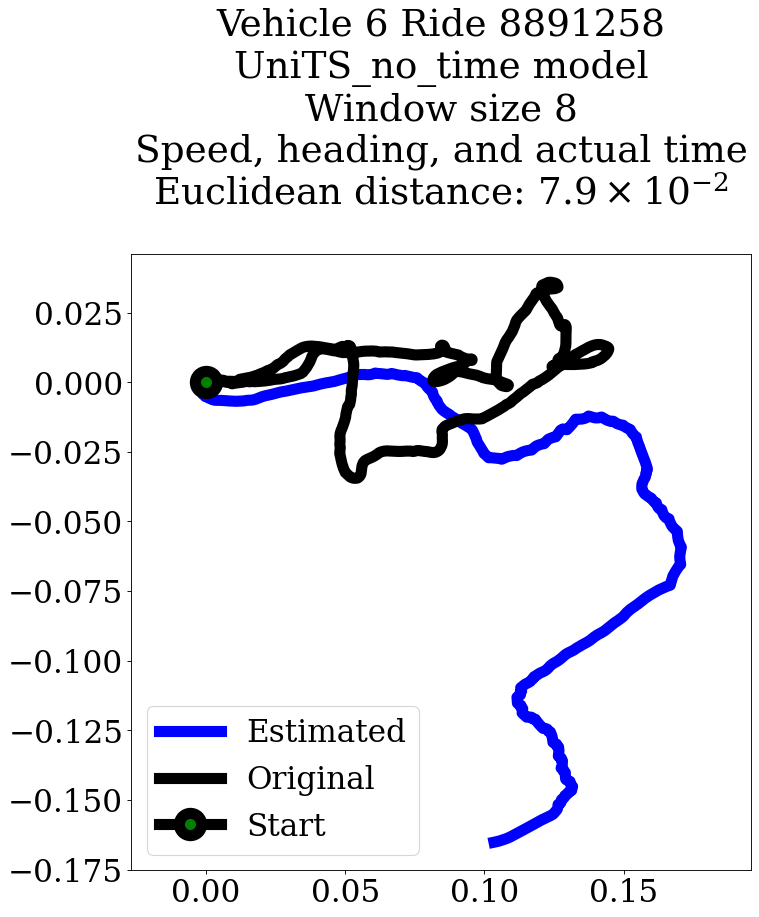 Vehicle 6 Ride 8891258
UniTS_no_time model
Window size 8
Speed, heading, and actual time
Euclidean distance: 7.9 × 10⁻²
0.025
0.000
−0.025
−0.050
−0.075
−0.100
−0.125
−0.150
−0.175
Estimated
Original
Start
0.00 0.05 0.10 0.15